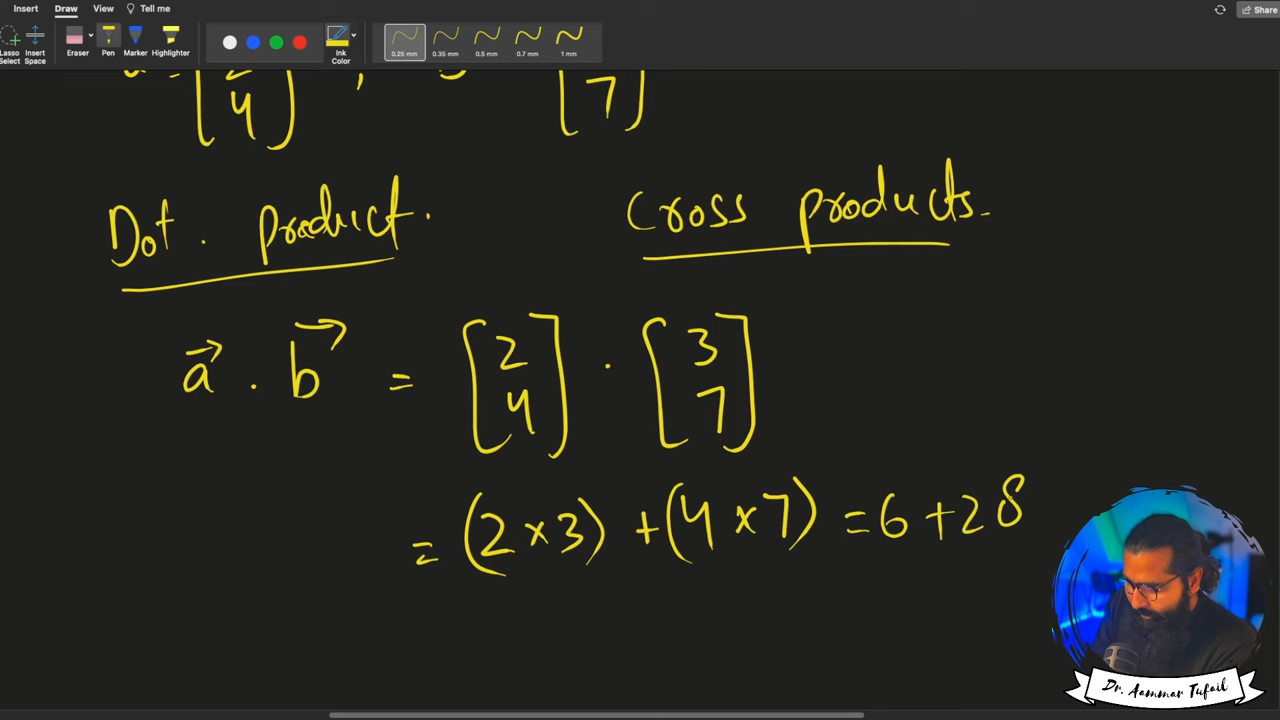 Insert Draw View Tell me
Share
Lasso Select Insert Space Eraser Pen Marker Highlighter Ink Color 0.25 mm 0.35 mm 0.5 mm 0.7 mm 1 mm
a = [2 4] , [7]
Dot. product. Cross products.
a⃗ . b⃗ = [2 4] . [3 7]
= (2 × 3) + (4 × 7) = 6 + 28
Dr. Aammar Tufail